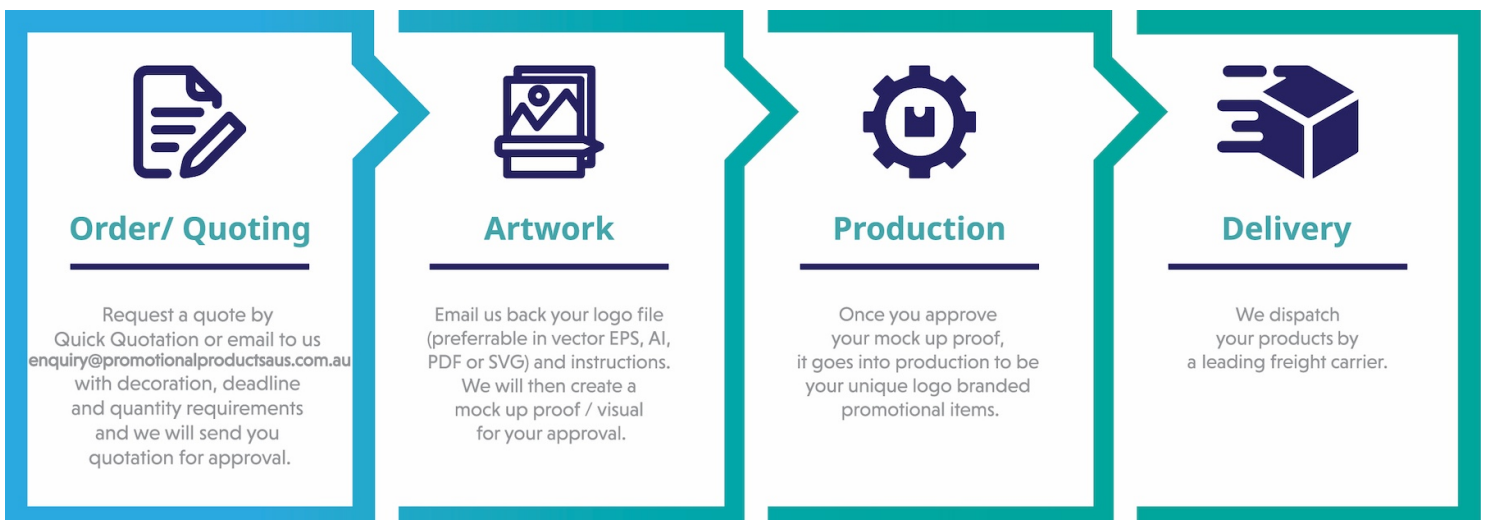 Order/ Quoting
Request a quote by
Quick Quotation or email to us
enquiry@promotionalproductsaus.com.au
with decoration, deadline
and quantity requirements
and we will send you
quotation for approval.
Artwork
Email us back your logo file
(preferrable in vector EPS, AI,
PDF or SVG) and instructions.
We will then create a
mock up proof / visual
for your approval.
Production
Once you approve
your mock up proof,
it goes into production to be
your unique logo branded
promotional items.
Delivery
We dispatch
your products by
a leading freight carrier.